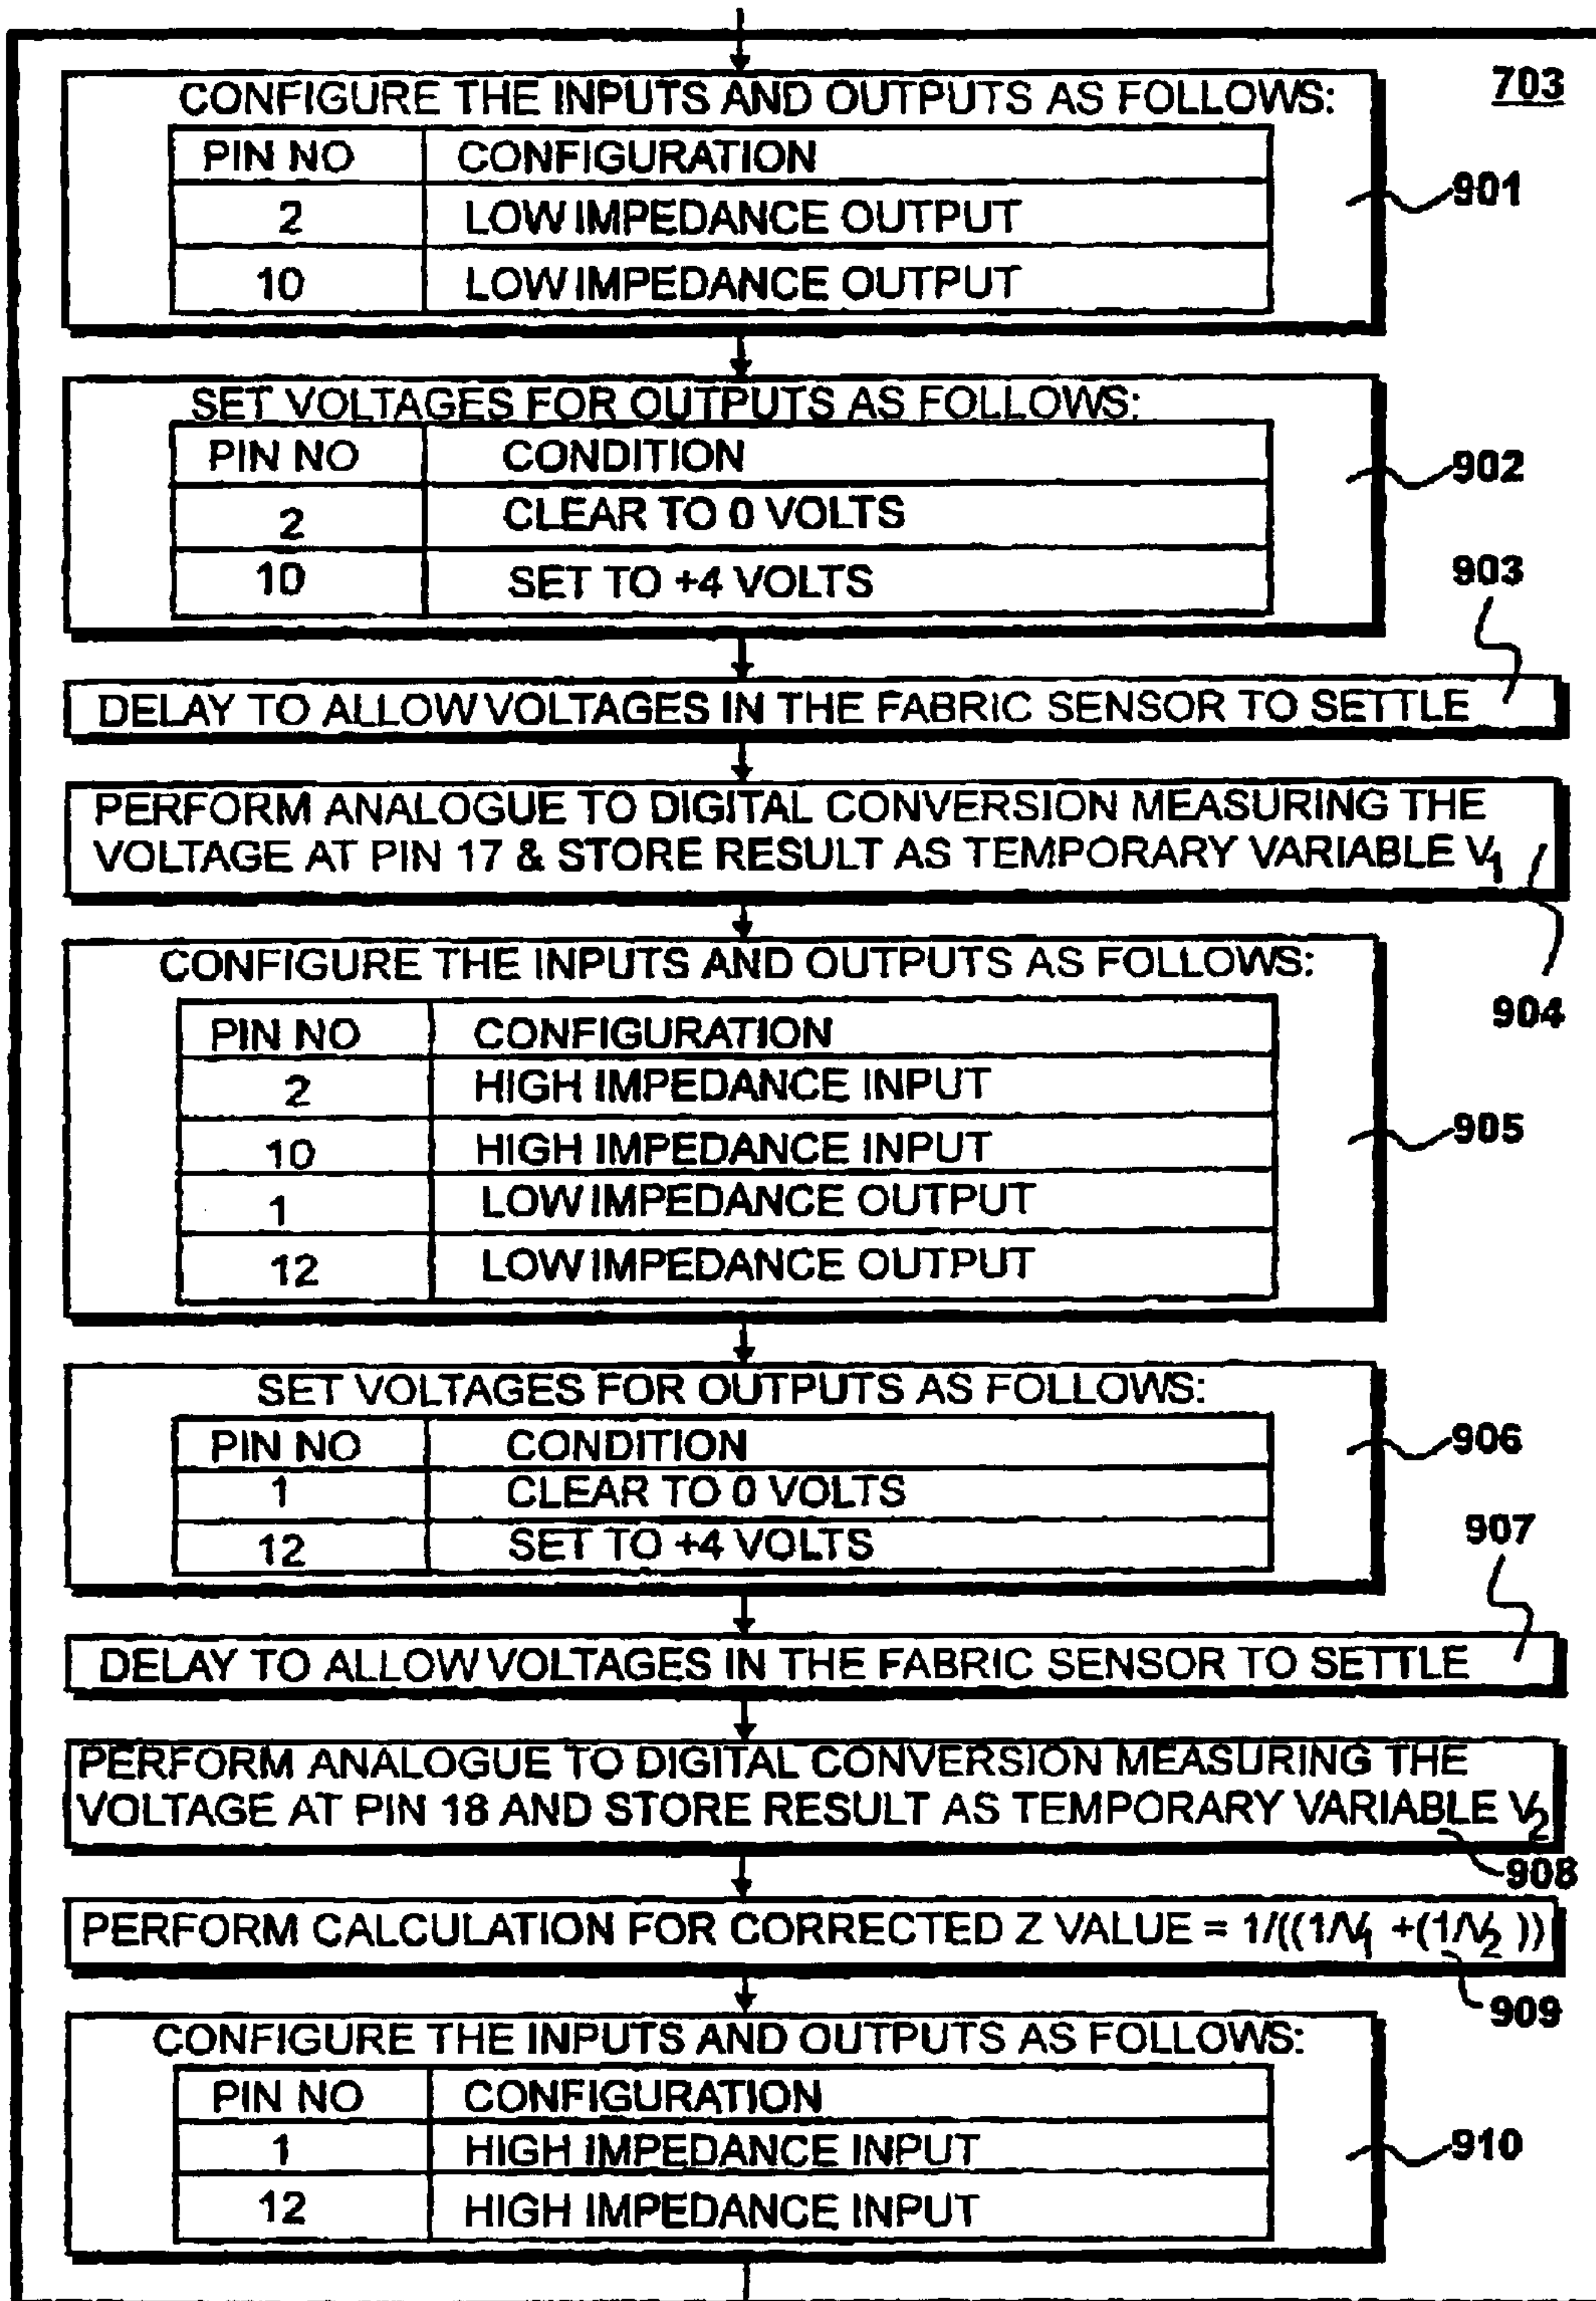 703
CONFIGURE THE INPUTS AND OUTPUTS AS FOLLOWS:
PIN NO CONFIGURATION
2 LOW IMPEDANCE OUTPUT
10 LOW IMPEDANCE OUTPUT
901
SET VOLTAGES FOR OUTPUTS AS FOLLOWS:
PIN NO CONDITION
2 CLEAR TO 0 VOLTS
10 SET TO +4 VOLTS
902
903
DELAY TO ALLOW VOLTAGES IN THE FABRIC SENSOR TO SETTLE
PERFORM ANALOGUE TO DIGITAL CONVERSION MEASURING THE
VOLTAGE AT PIN 17 & STORE RESULT AS TEMPORARY VARIABLE V1
904
CONFIGURE THE INPUTS AND OUTPUTS AS FOLLOWS:
PIN NO CONFIGURATION
2 HIGH IMPEDANCE INPUT
10 HIGH IMPEDANCE INPUT
1 LOW IMPEDANCE OUTPUT
12 LOW IMPEDANCE OUTPUT
905
SET VOLTAGES FOR OUTPUTS AS FOLLOWS:
PIN NO CONDITION
1 CLEAR TO 0 VOLTS
12 SET TO +4 VOLTS
906
907
DELAY TO ALLOW VOLTAGES IN THE FABRIC SENSOR TO SETTLE
PERFORM ANALOGUE TO DIGITAL CONVERSION MEASURING THE
VOLTAGE AT PIN 18 AND STORE RESULT AS TEMPORARY VARIABLE V2
908
PERFORM CALCULATION FOR CORRECTED Z VALUE = 1/((1/V1 +(1/V2 ))
909
CONFIGURE THE INPUTS AND OUTPUTS AS FOLLOWS:
PIN NO CONFIGURATION
1 HIGH IMPEDANCE INPUT
12 HIGH IMPEDANCE INPUT
910